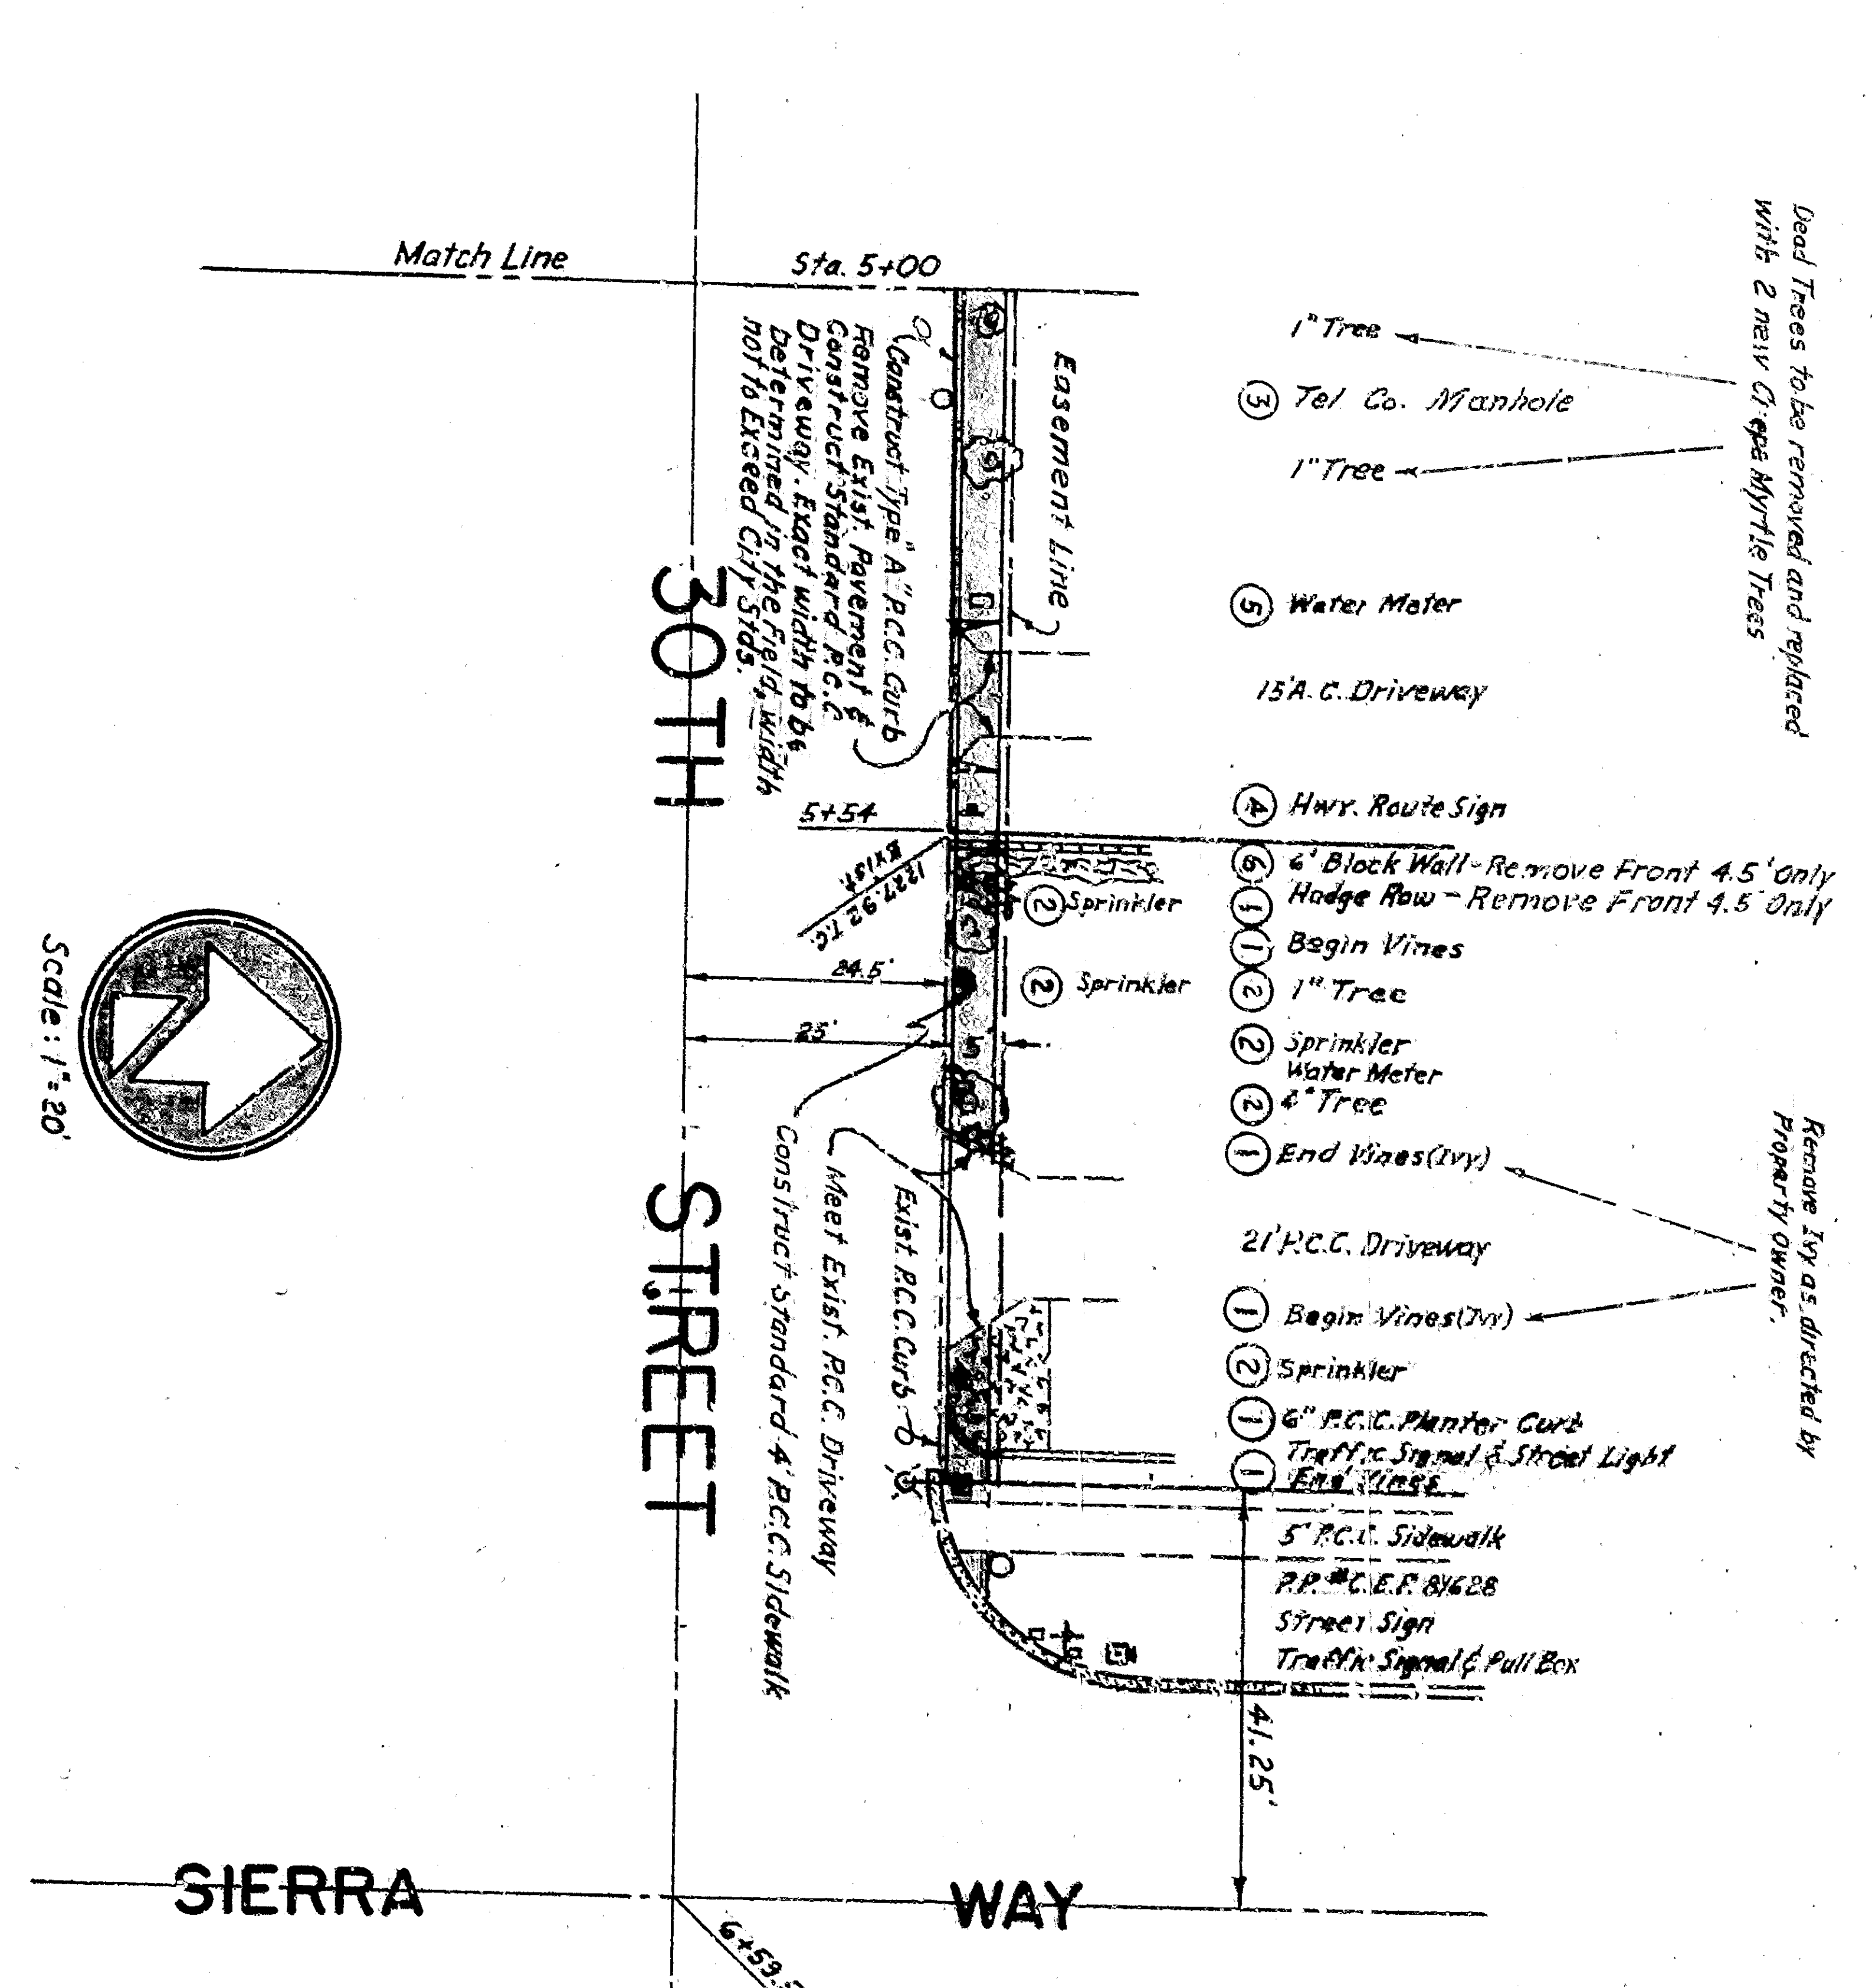 Match Line
Sta. 5+00
Dead Trees to be removed and replaced
with 2 new Crepe Myrtle Trees
1" Tree
3 Tel Co. Manhole
1" Tree
Easement Line
Construct Type "A" P.C.C. Curb
Remove Exist. Pavement &
Construct Standard P.C.C
Driveway. Exact width to be
Determined in the Field, width
not to Exceed City Stds.
5 Water Mater
15' A.C. Driveway
4 Hwy. Route Sign
5+54
Exist.
1227.92 T.C.
6 6' Block Wall-Remove Front 4.5' Only
1 Hedge Row - Remove Front 4.5' Only
2 Sprinkler
1 Begin Vines
2 Sprinkler
2 1" Tree
24.5'
25'
5
2 Sprinkler
Water Meter
2 4" Tree
1 End Vines (Ivy)
Remove Ivy as directed by
Property owner.
21' P.C.C. Driveway
1 Begin Vines (Ivy)
2 Sprinkler
1 6" P.C.C. Planter Curb
Traffic Signal & Street Light
1 End Vines
Exist P.C.C. Curb
Meet Exist. P.C.C. Driveway
Construct Standard 4' P.C.C. Sidewalk
5' P.C.C. Sidewalk
P.P. #C.E.P. 84628
Street Sign
Traffic Signal & Pull Box
41.25'
30TH STREET
Scale: 1"=20'
SIERRA WAY